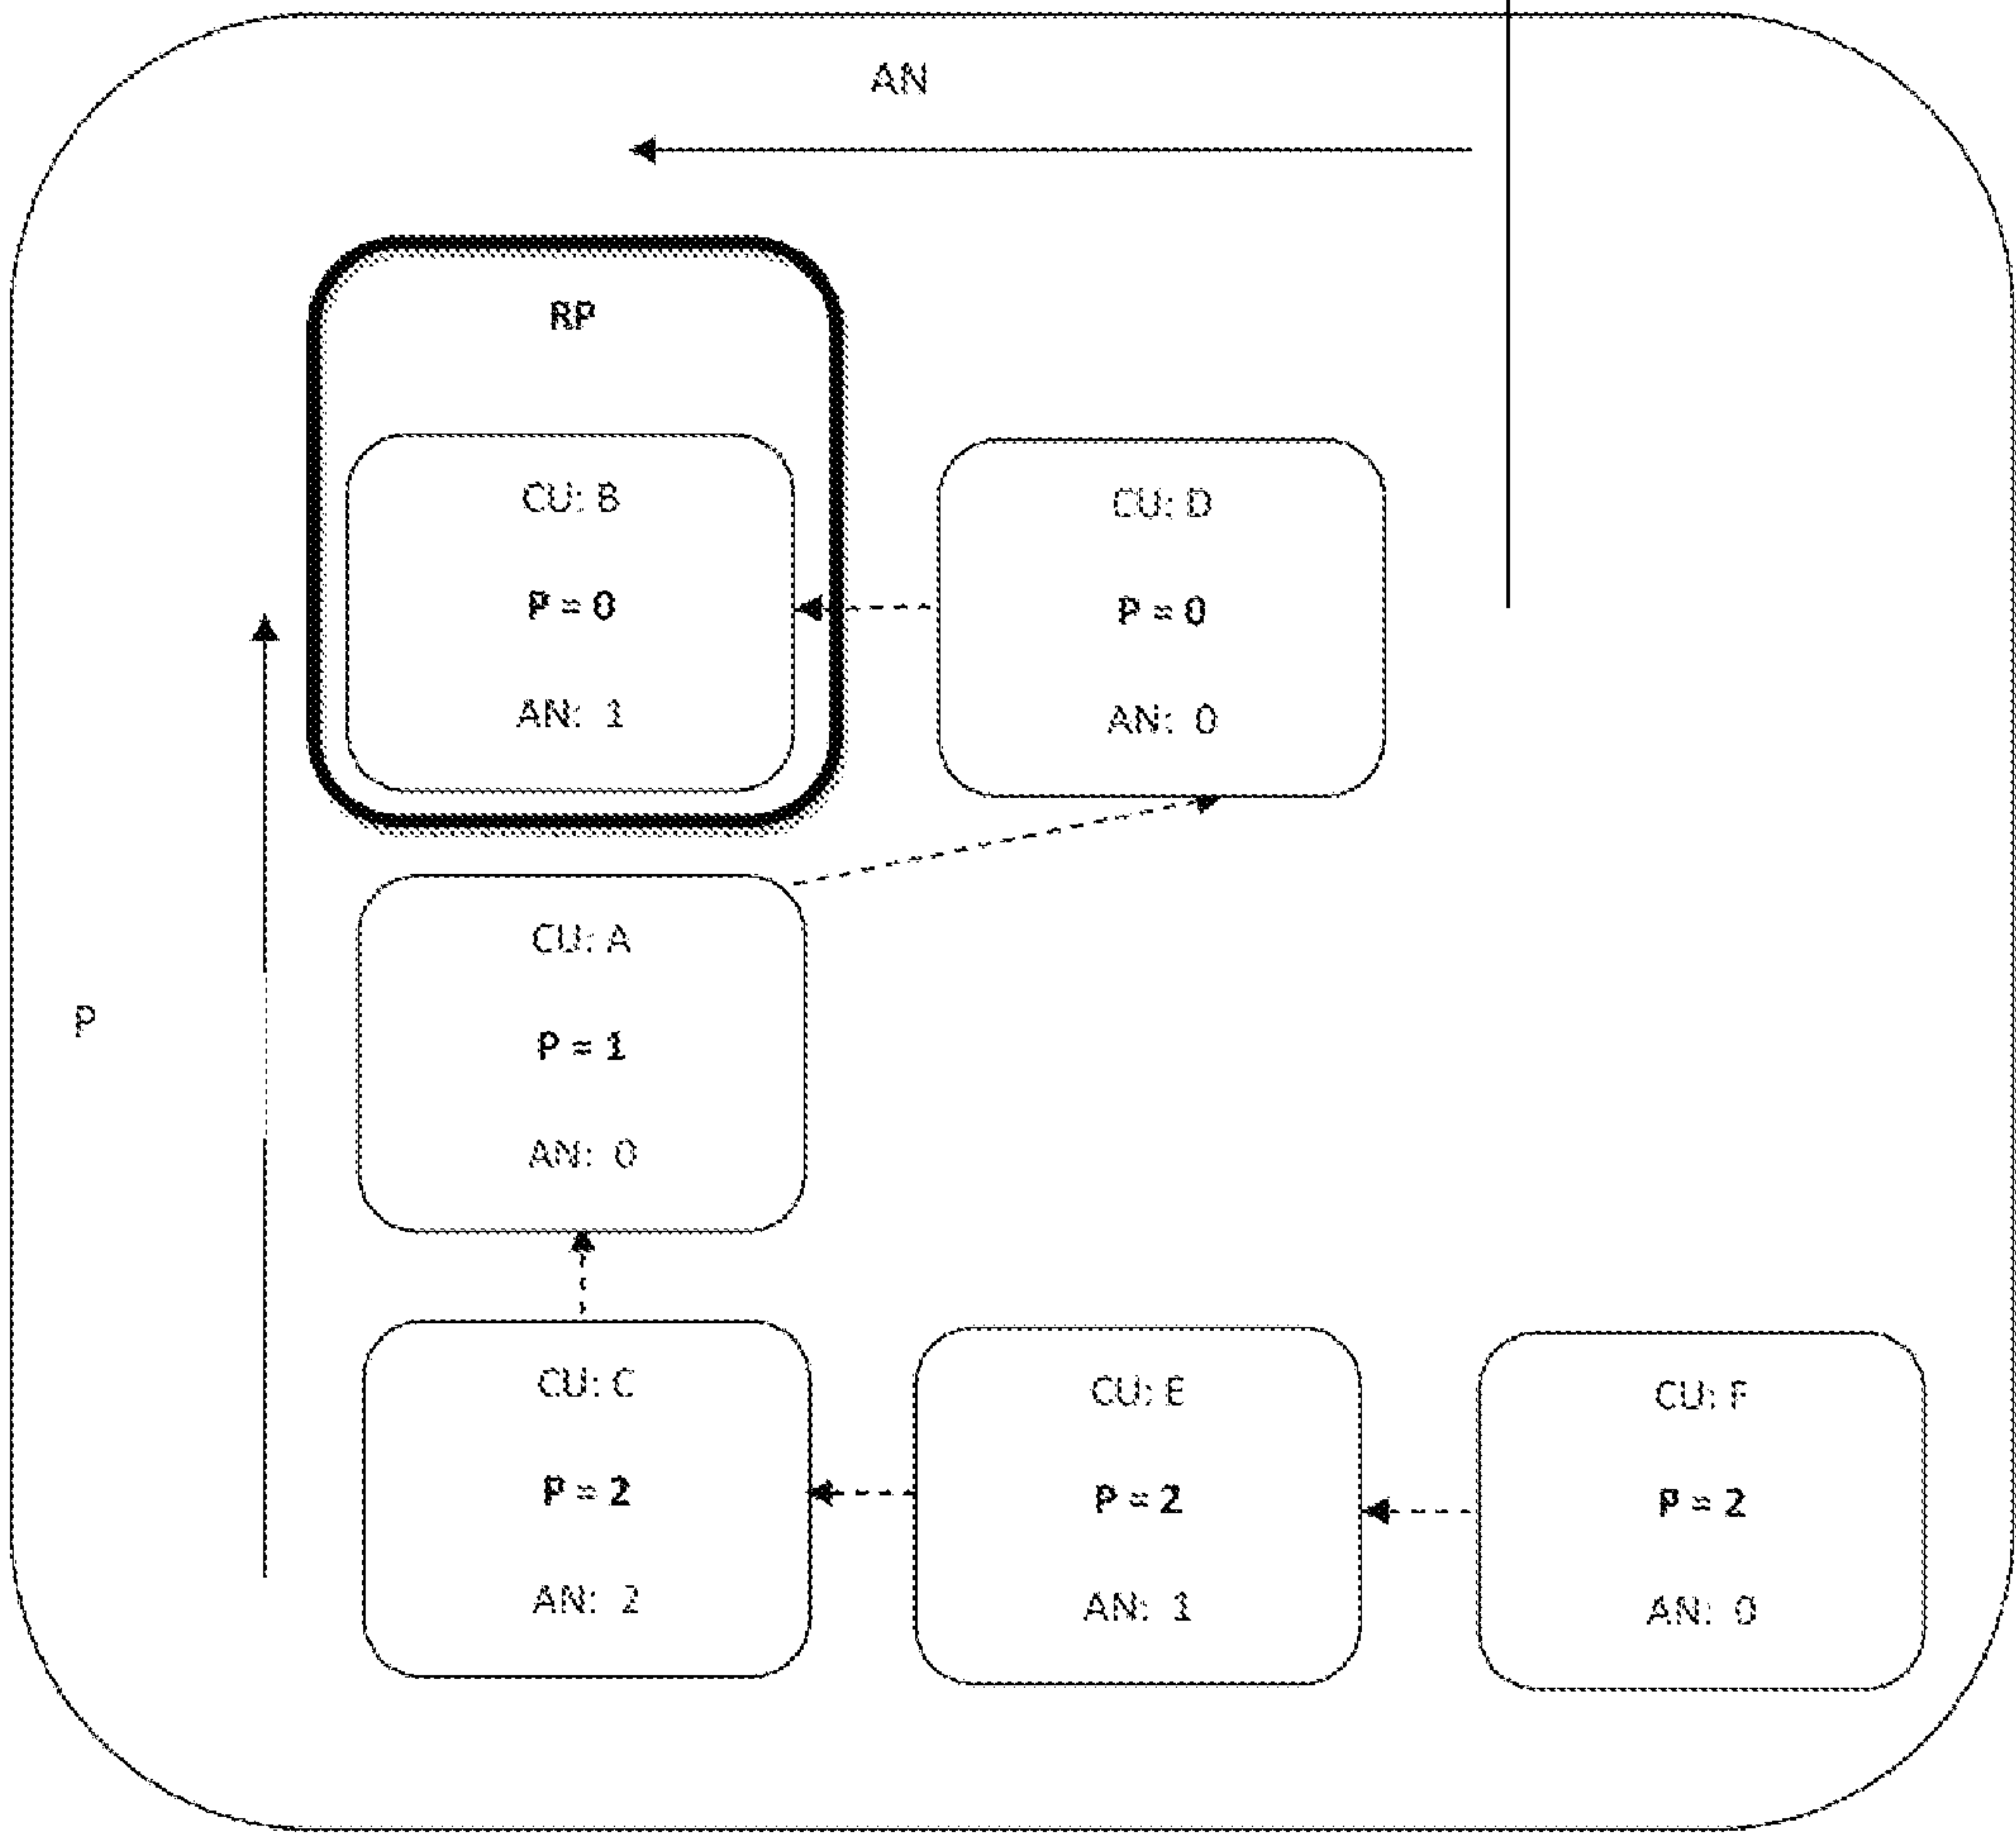 AN
RP
CU: B
P = 0
AN: 1
CU: D
P = 0
AN: 0
P
CU: A
P = 1
AN: 0
CU: C
P = 2
AN: 2
CU: E
P = 2
AN: 1
CU: F
P = 2
AN: 0